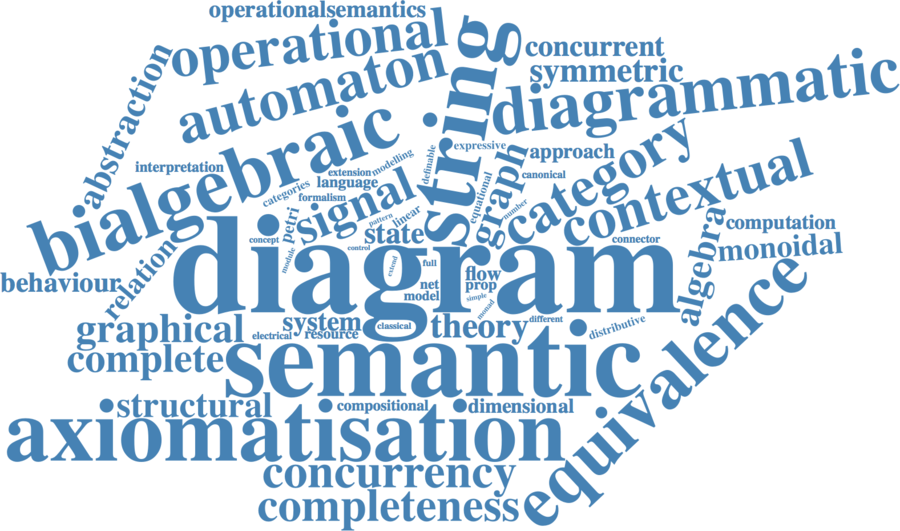 operationalsemantics
operational
string
concurrent
symmetric
automaton
diagrammatic
abstraction
bialgebraic
interpretation
expressive
definable
approach
category
canonical
extension
modelling
language
categories
formalism
signal
pattern
linear
equational
number
graph
contextual
petri
state
concept
control
module
diagram
extend
full
connector
algebra
computation
monoidal
behaviour
relation
net
model
flow
prop
simple
monad
graphical
system
electrical
resource
classical
theory
different
distributive
complete
semantic
equivalence
structural
compositional
dimensional
axiomatisation
concurrency
completeness